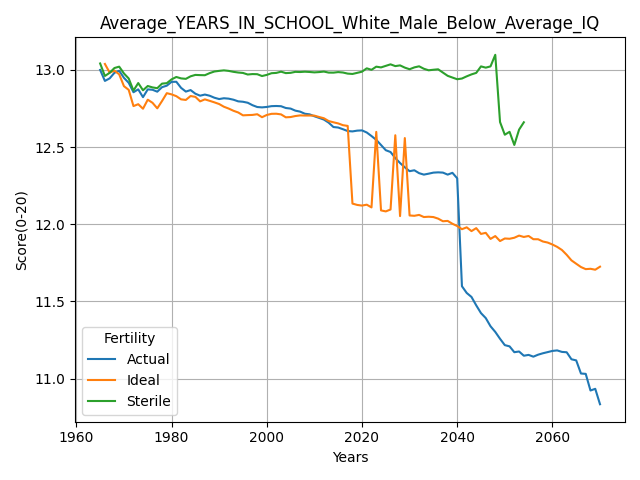 Average_YEARS_IN_SCHOOL_White_Male_Below_Average_IQ
Score(0-20)
13.0
12.5
12.0
11.5
11.0
Fertility
Actual
Ideal
Sterile
1960
1980
2000
2020
2040
2060
Years